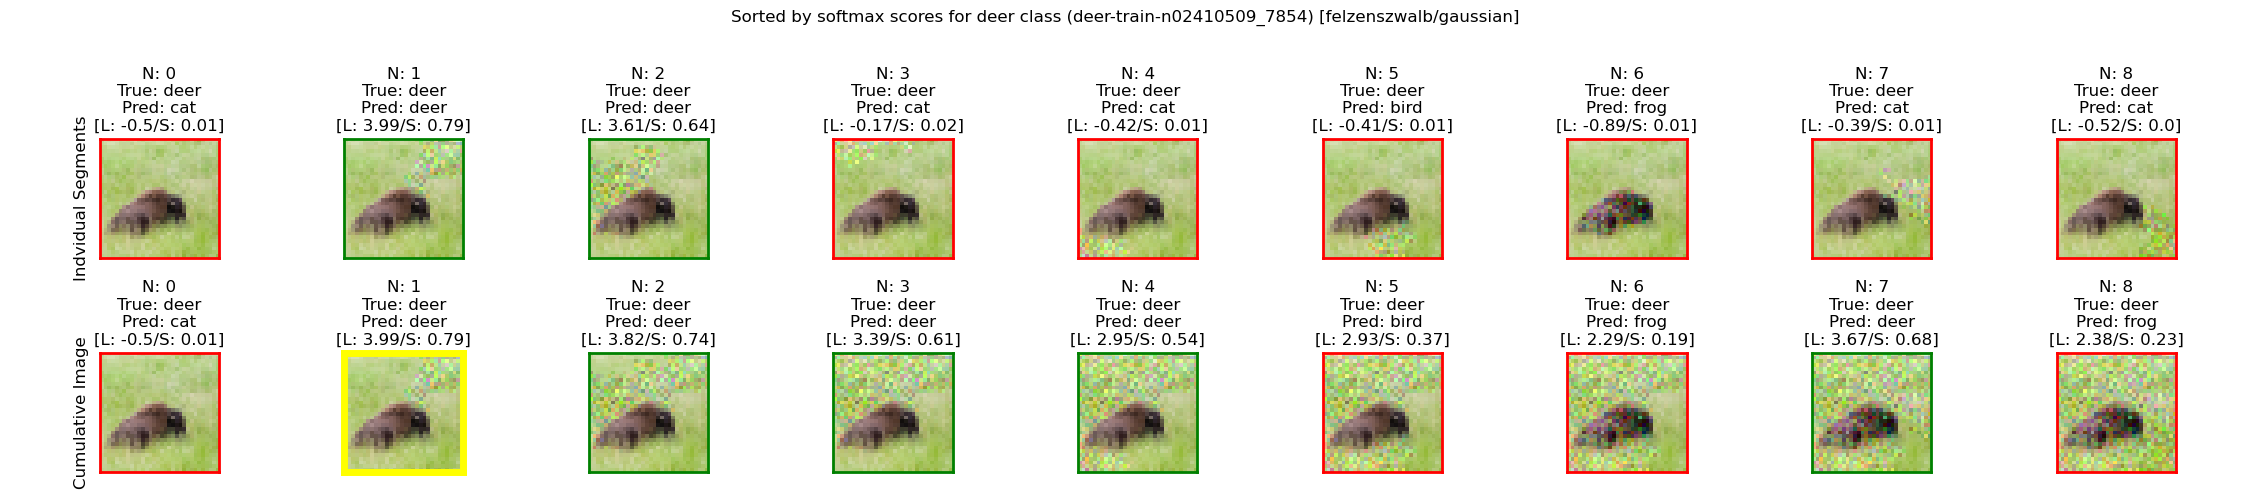 Sorted by softmax scores for deer class (deer-train-n02410509_7854) [felzenszwalb/gaussian]
Indvidual Segments
N: 0
True: deer
Pred: cat
[L: -0.5/S: 0.01]
N: 1
True: deer
Pred: deer
[L: 3.99/S: 0.79]
N: 2
True: deer
Pred: deer
[L: 3.61/S: 0.64]
N: 3
True: deer
Pred: cat
[L: -0.17/S: 0.02]
N: 4
True: deer
Pred: cat
[L: -0.42/S: 0.01]
N: 5
True: deer
Pred: bird
[L: -0.41/S: 0.01]
N: 6
True: deer
Pred: frog
[L: -0.89/S: 0.01]
N: 7
True: deer
Pred: cat
[L: -0.39/S: 0.01]
N: 8
True: deer
Pred: cat
[L: -0.52/S: 0.0]
Cumulative Image
N: 0
True: deer
Pred: cat
[L: -0.5/S: 0.01]
N: 1
True: deer
Pred: deer
[L: 3.99/S: 0.79]
N: 2
True: deer
Pred: deer
[L: 3.82/S: 0.74]
N: 3
True: deer
Pred: deer
[L: 3.39/S: 0.61]
N: 4
True: deer
Pred: deer
[L: 2.95/S: 0.54]
N: 5
True: deer
Pred: bird
[L: 2.93/S: 0.37]
N: 6
True: deer
Pred: frog
[L: 2.29/S: 0.19]
N: 7
True: deer
Pred: deer
[L: 3.67/S: 0.68]
N: 8
True: deer
Pred: frog
[L: 2.38/S: 0.23]